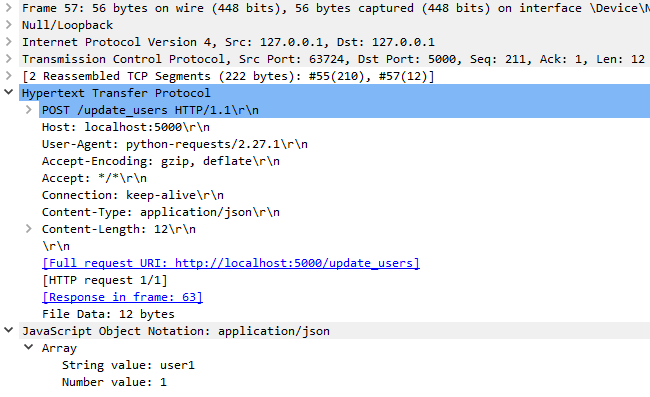 Frame 57: 56 bytes on wire (448 bits), 56 bytes captured (448 bits) on interface \Device\N
Null/Loopback
Internet Protocol Version 4, Src: 127.0.0.1, Dst: 127.0.0.1
Transmission Control Protocol, Src Port: 63724, Dst Port: 5000, Seq: 211, Ack: 1, Len: 12
[2 Reassembled TCP Segments (222 bytes): #55(210), #57(12)]
Hypertext Transfer Protocol
POST /update_users HTTP/1.1\r\n
Host: localhost:5000\r\n
User-Agent: python-requests/2.27.1\r\n
Accept-Encoding: gzip, deflate\r\n
Accept: */*\r\n
Connection: keep-alive\r\n
Content-Type: application/json\r\n
Content-Length: 12\r\n
\r\n
[Full request URI: http://localhost:5000/update_users]
[HTTP request 1/1]
[Response in frame: 63]
File Data: 12 bytes
JavaScript Object Notation: application/json
Array
String value: user1
Number value: 1